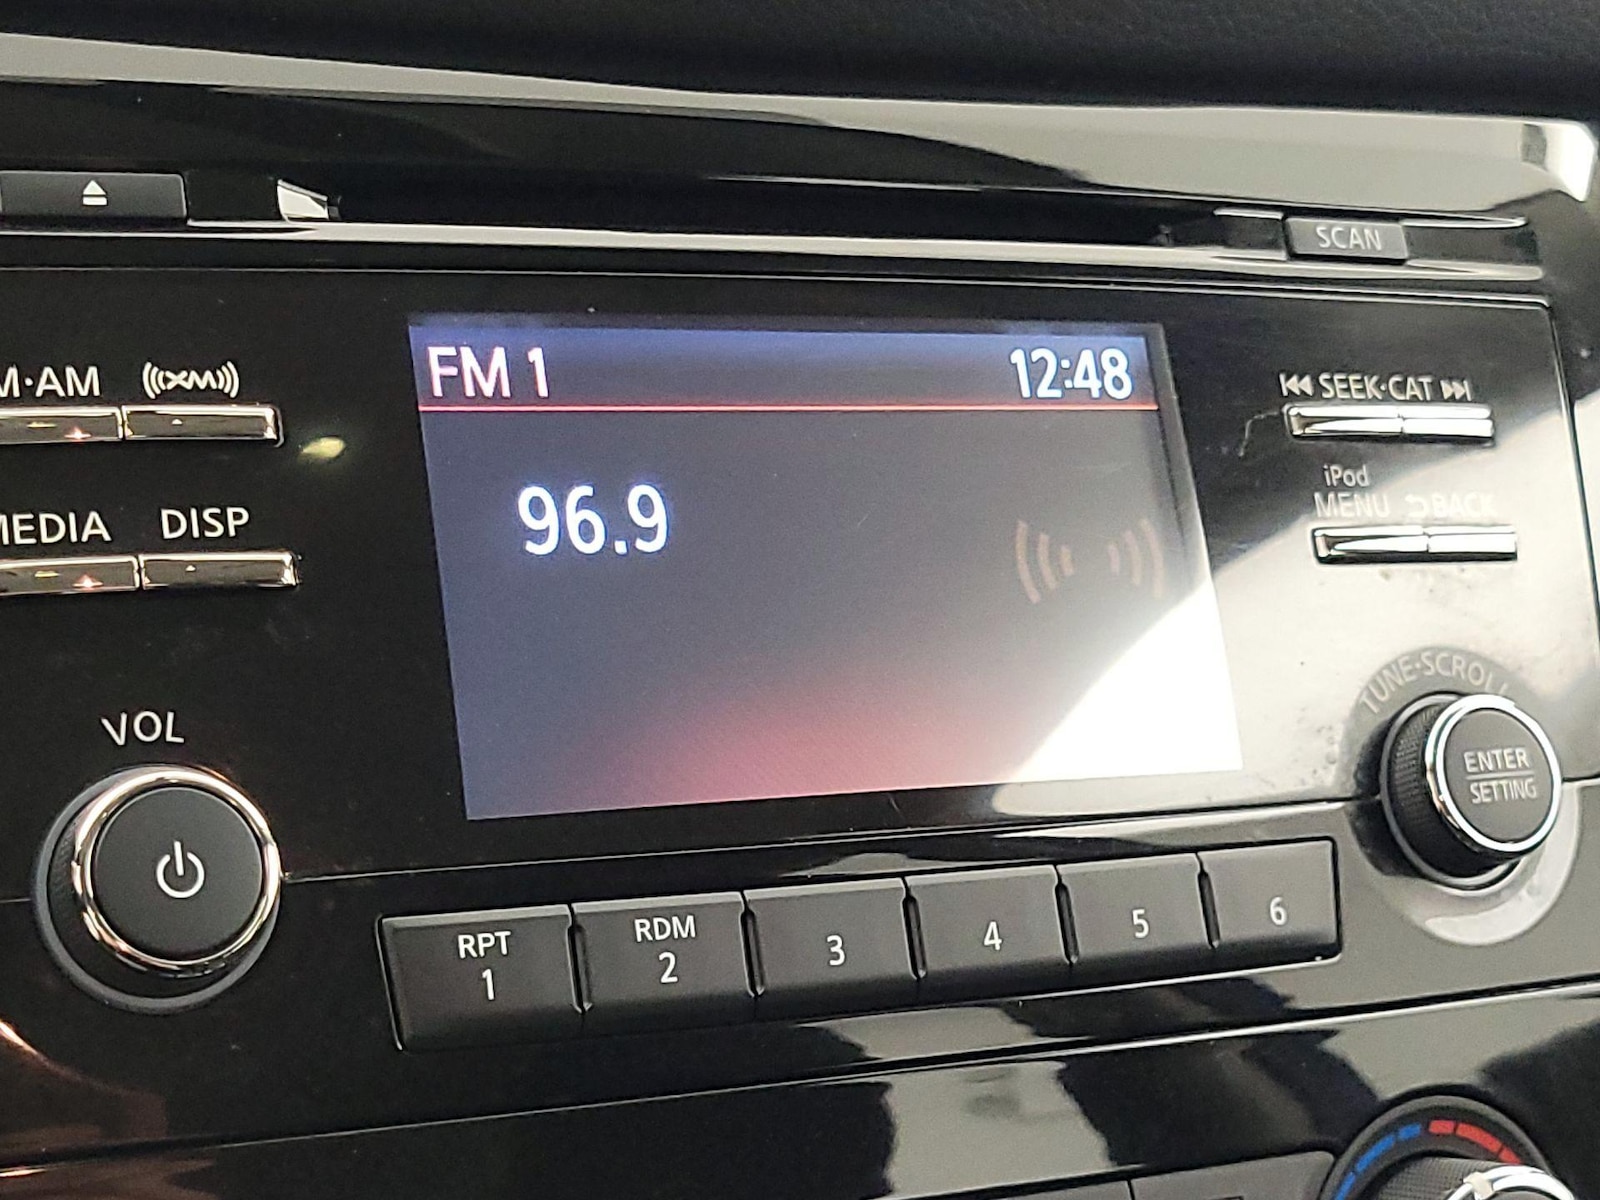 SCAN
M·AM XM
FM 1 12:48
SEEK·CAT
96.9
iPod
MENU BACK
MEDIA DISP
TUNE·SCROLL
VOL
ENTER
SETTING
RPT
1
RDM
2
3
4
5
6